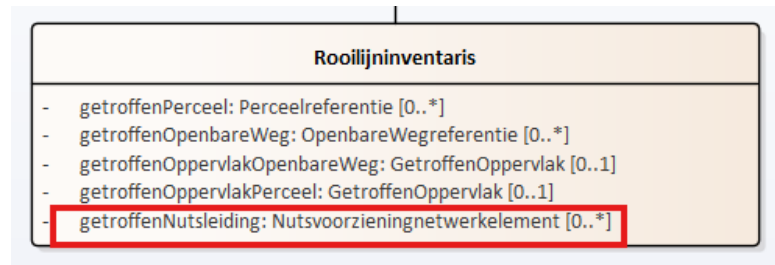 Rooilijninventaris
- getroffenPerceel: Perceelreferentie [0..*]
- getroffenOpenbareWeg: OpenbareWegreferentie [0..*]
- getroffenOppervlakOpenbareWeg: GetroffenOppervlak [0..1]
- getroffenOppervlakPerceel: GetroffenOppervlak [0..1]
- getroffenNutsleiding: Nutsvoorzieningnetwerkelement [0..*]